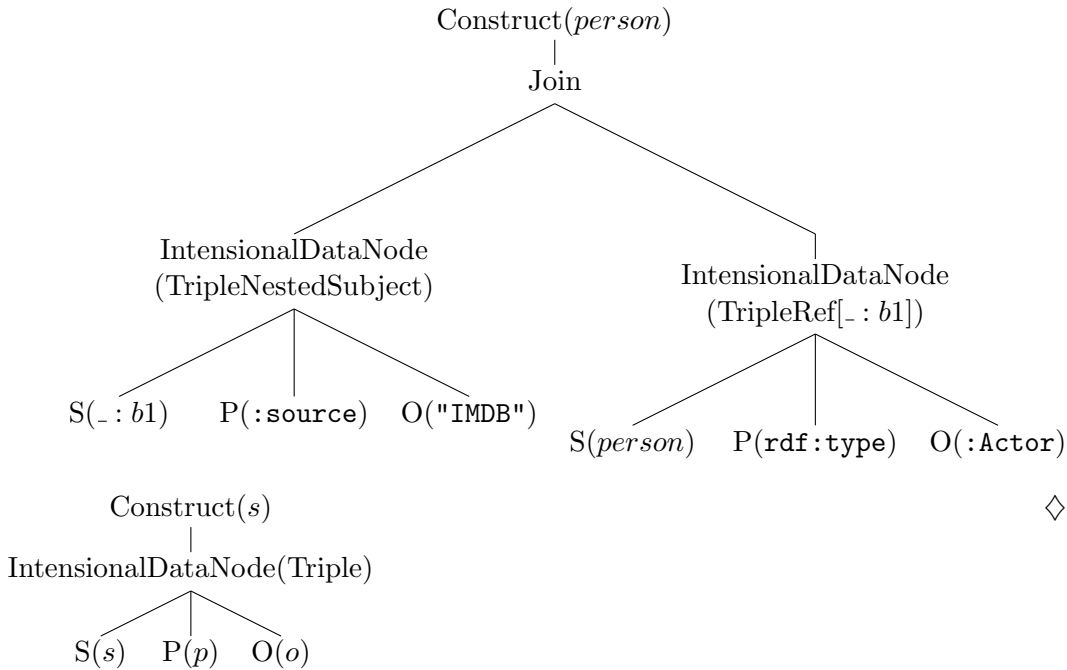 Construct(person)
Join
IntensionalDataNode
(TripleNestedSubject)
IntensionalDataNode
(TripleRef[_ : b1])
S(_ : b1) P(:source) O("IMDB")
S(person) P(rdf:type) O(:Actor)
Construct(s) ♢
IntensionalDataNode(Triple)
S(s) P(p) O(o)